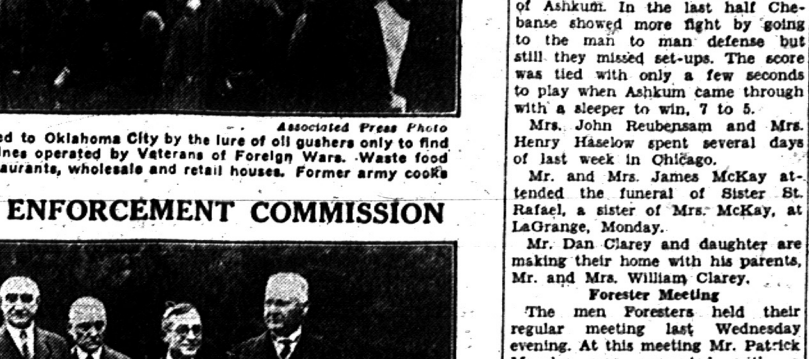 Associated Press Photo
ed to Oklahoma City by the lure of oil gushers only to find
ines operated by Veterans of Foreign Wars. Waste food
aurants, wholesale and retail houses. Former army cooks
ENFORCEMENT COMMISSION
of Ashkum. In the last half Che-
banse showed more fight by going
to the man to man defense but
still they missed set-ups. The score
was tied with only a few seconds
to play when Ashkum came through
with a sleeper to win, 7 to 5.
Mrs. John Reubensam and Mrs.
Henry Haselow spent several days
of last week in Chicago.
Mr. and Mrs. James McKay at-
tended the funeral of Sister St.
Rafael, a sister of Mrs. McKay, at
LaGrange, Monday.
Mr. Dan Clarey and daughter are
making their home with his parents,
Mr. and Mrs. William Clarey.
Forester Meeting
The men Foresters held their
regular meeting last Wednesday
evening. At this meeting Mr. Patrick